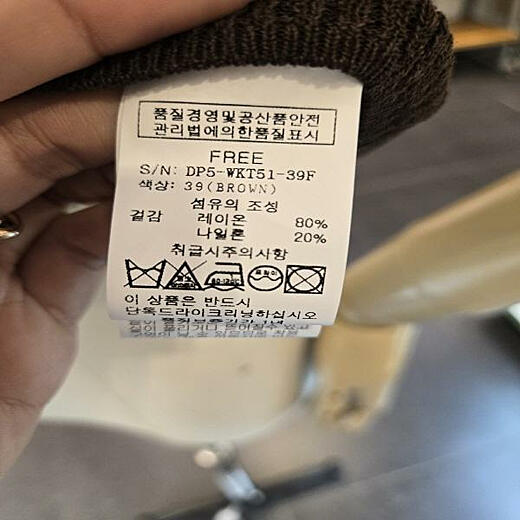 품질경영및공산품안전
관리법에의한품질표시
FREE
S/N: DP5-WKT51-39F
색상: 39(BROWN)
섬유의 조성
겉감 레이온 80%
나일론 20%
취급시주의사항
드라이
이 상품은 반드시
단독드라이크리닝하십시오